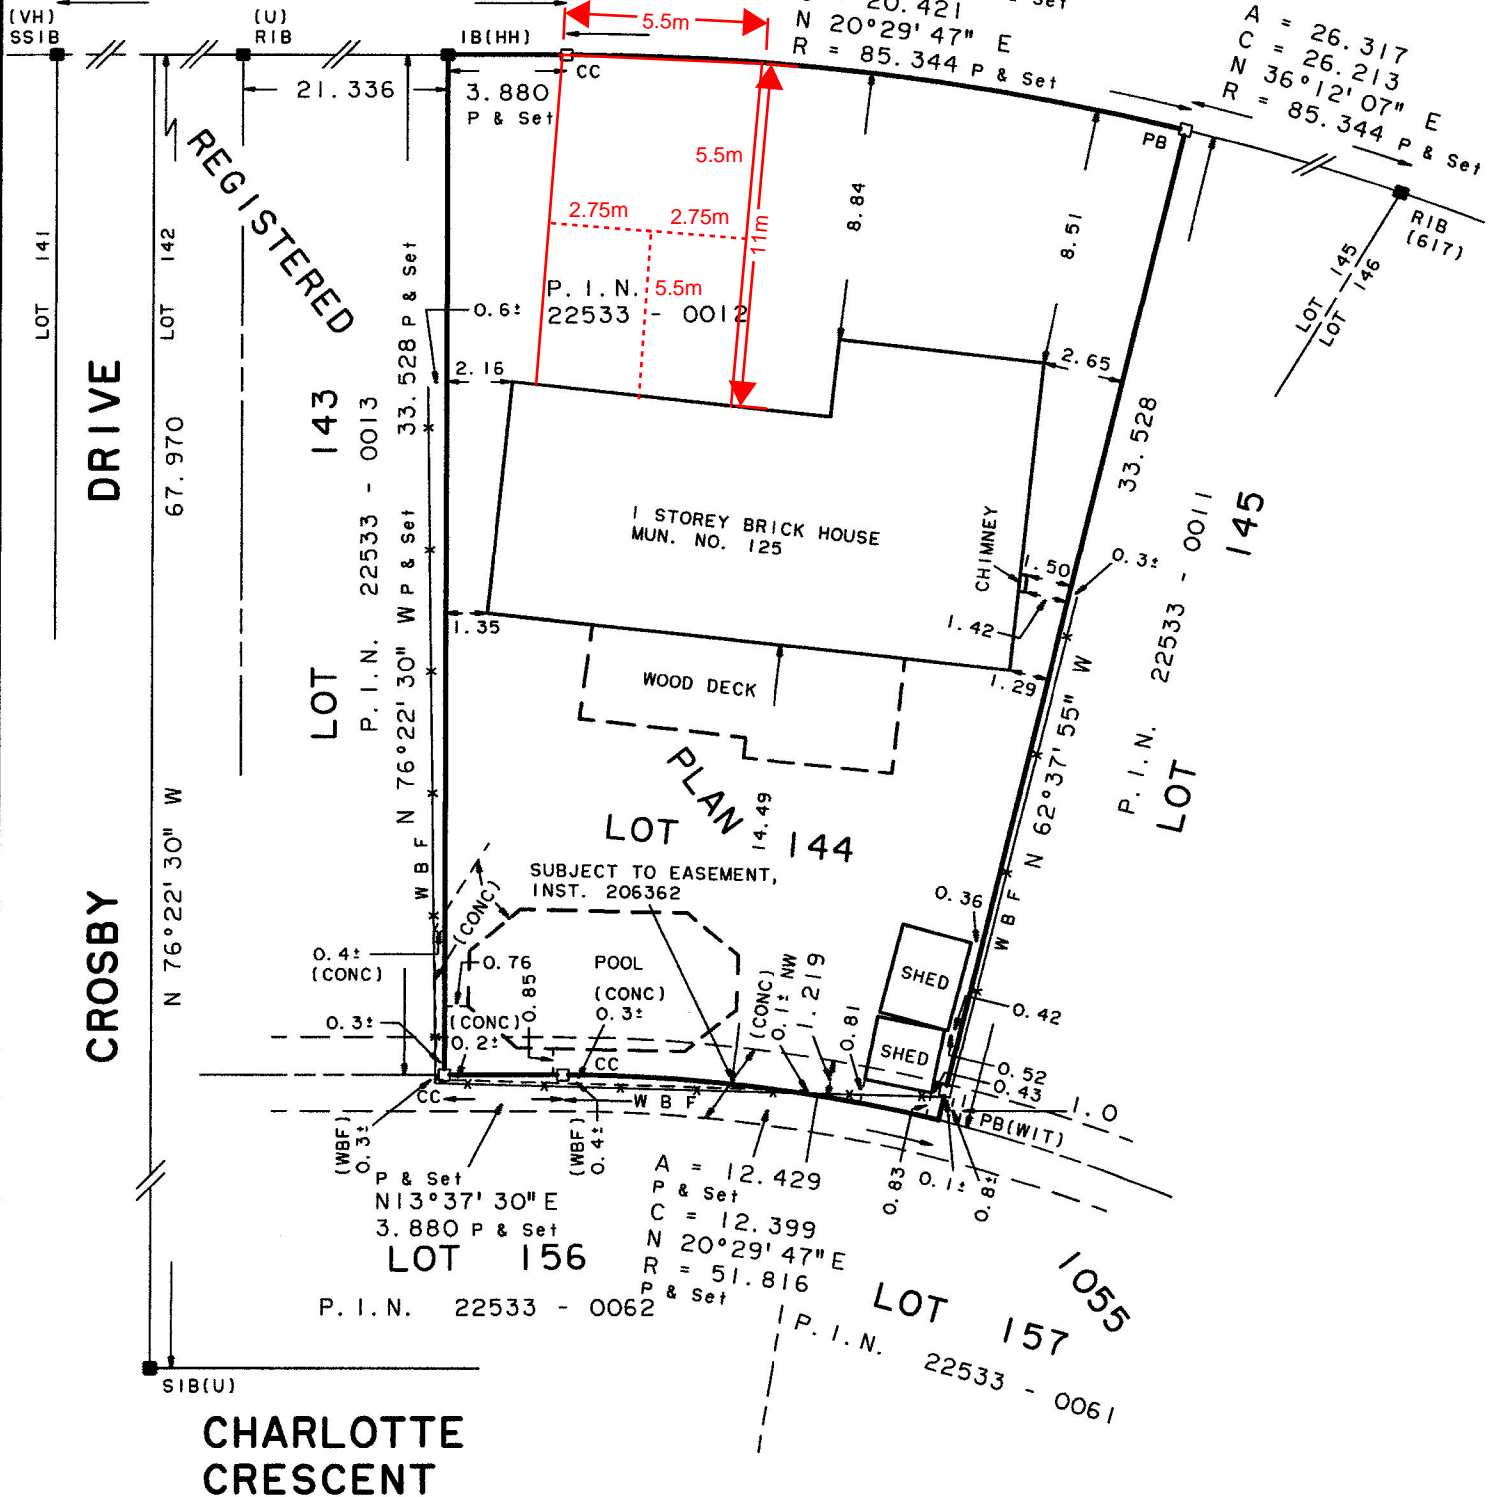 (VH)
SSIB
(U)
RIB
IB(HH)
5.5m
20.421
N 20°29'47" E
R = 85.344 P & Set
A = 26.317
C = 26.213
N 36°12'07" E
R = 85.344 P & Set
CC
21.336
3.880
P & Set
PB
RIB
(617)
REGISTERED
5.5m
8.84
8.51
2.75m
2.75m
11m
LOT 141
LOT 142
33.528 P & Set
P.I.N.
22533 - 0012
5.5m
0.6±
LOT 145
LOT 146
2.16
2.65
DRIVE
67.970
LOT 143
P.I.N. 22533 - 0013
33.528
1 STOREY BRICK HOUSE
MUN. NO. 125
CHIMNEY
1.50
0.3±
1.42
P.I.N. 22533 - 0011
LOT 145
N 76°22'30" W P & Set
1.35
WOOD DECK
1.29
N 62°37'55" W
PLAN
14.49
LOT 144
WBF
WBF
SUBJECT TO EASEMENT,
INST. 206362
0.36
CROSBY
N 76°22'30" W
0.4±
(CONC)
(CONC)
0.76
0.85
POOL
(CONC)
0.3±
(CONC)
0.1± NW
1.219
0.81
SHED
SHED
0.42
0.3±
(CONC)
0.2±
CC
0.52
0.43
1.0
PB(WIT)
CC
WBF
(WBF)
0.3±
(WBF)
0.4±
0.83
0.1±
0.8±
P & Set
N13°37'30"E
3.880 P & Set
A = 12.429
P & Set
C = 12.399
N 20°29'47"E
R = 51.816
P & Set
LOT 156
P.I.N. 22533 - 0062
LOT 157
P.I.N. 22533 - 0061
1055
SIB(U)
CHARLOTTE
CRESCENT